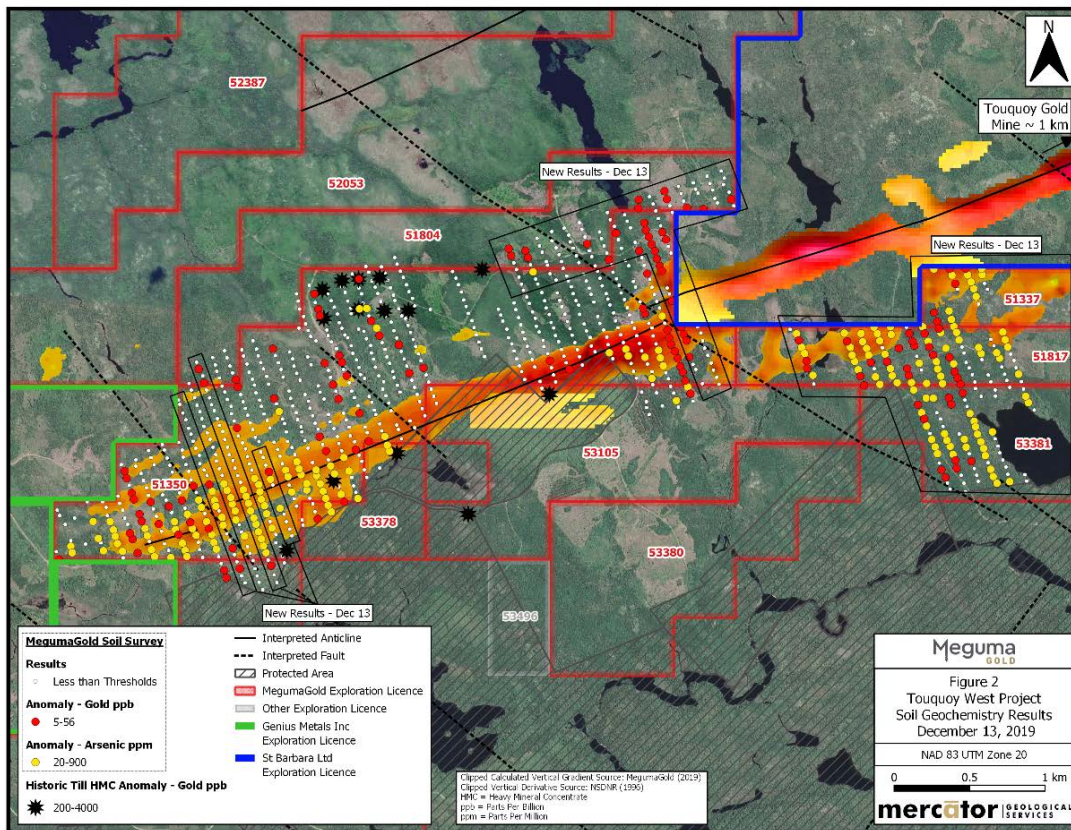 52387
N
Touquoy Gold
Mine ~ 1 km
New Results - Dec 13
52053
51804
New Results - Dec 13
51337
51817
53381
53105
51350
53378
53380
New Results - Dec 13
53496
MegumaGold Soil Survey
Results
Less than Thresholds
Anomaly - Gold ppb
5-56
Anomaly - Arsenic ppm
20-900
Historic Till HMC Anomaly - Gold ppb
200-4000
Interpreted Anticline
Interpreted Fault
Protected Area
MegumaGold Exploration Licence
Other Exploration Licence
Genius Metals Inc
Exploration Licence
St Barbara Ltd
Exploration Licence
Clipped Calculated Vertical Gradient Source: MegumaGold (2019)
Clipped Vertical Derivative Source: NSDNR (1996)
HMC = Heavy Mineral Concentrate
ppb = Parts Per Billion
ppm = Parts Per Million
Meguma
GOLD
Figure 2
Touquoy West Project
Soil Geochemistry Results
December 13, 2019
NAD 83 UTM Zone 20
0 0.5 1 km
mercator GEOLOGICAL
SERVICES